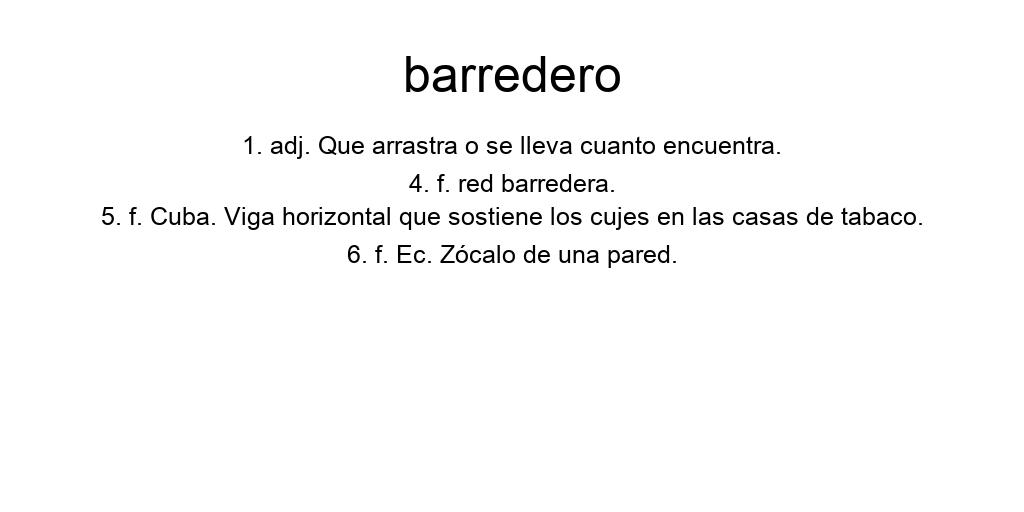 barredero
1. adj. Que arrastra o se lleva cuanto encuentra.
4. f. red barredera.
5. f. Cuba. Viga horizontal que sostiene los cujes en las casas de tabaco.
6. f. Ec. Zócalo de una pared.